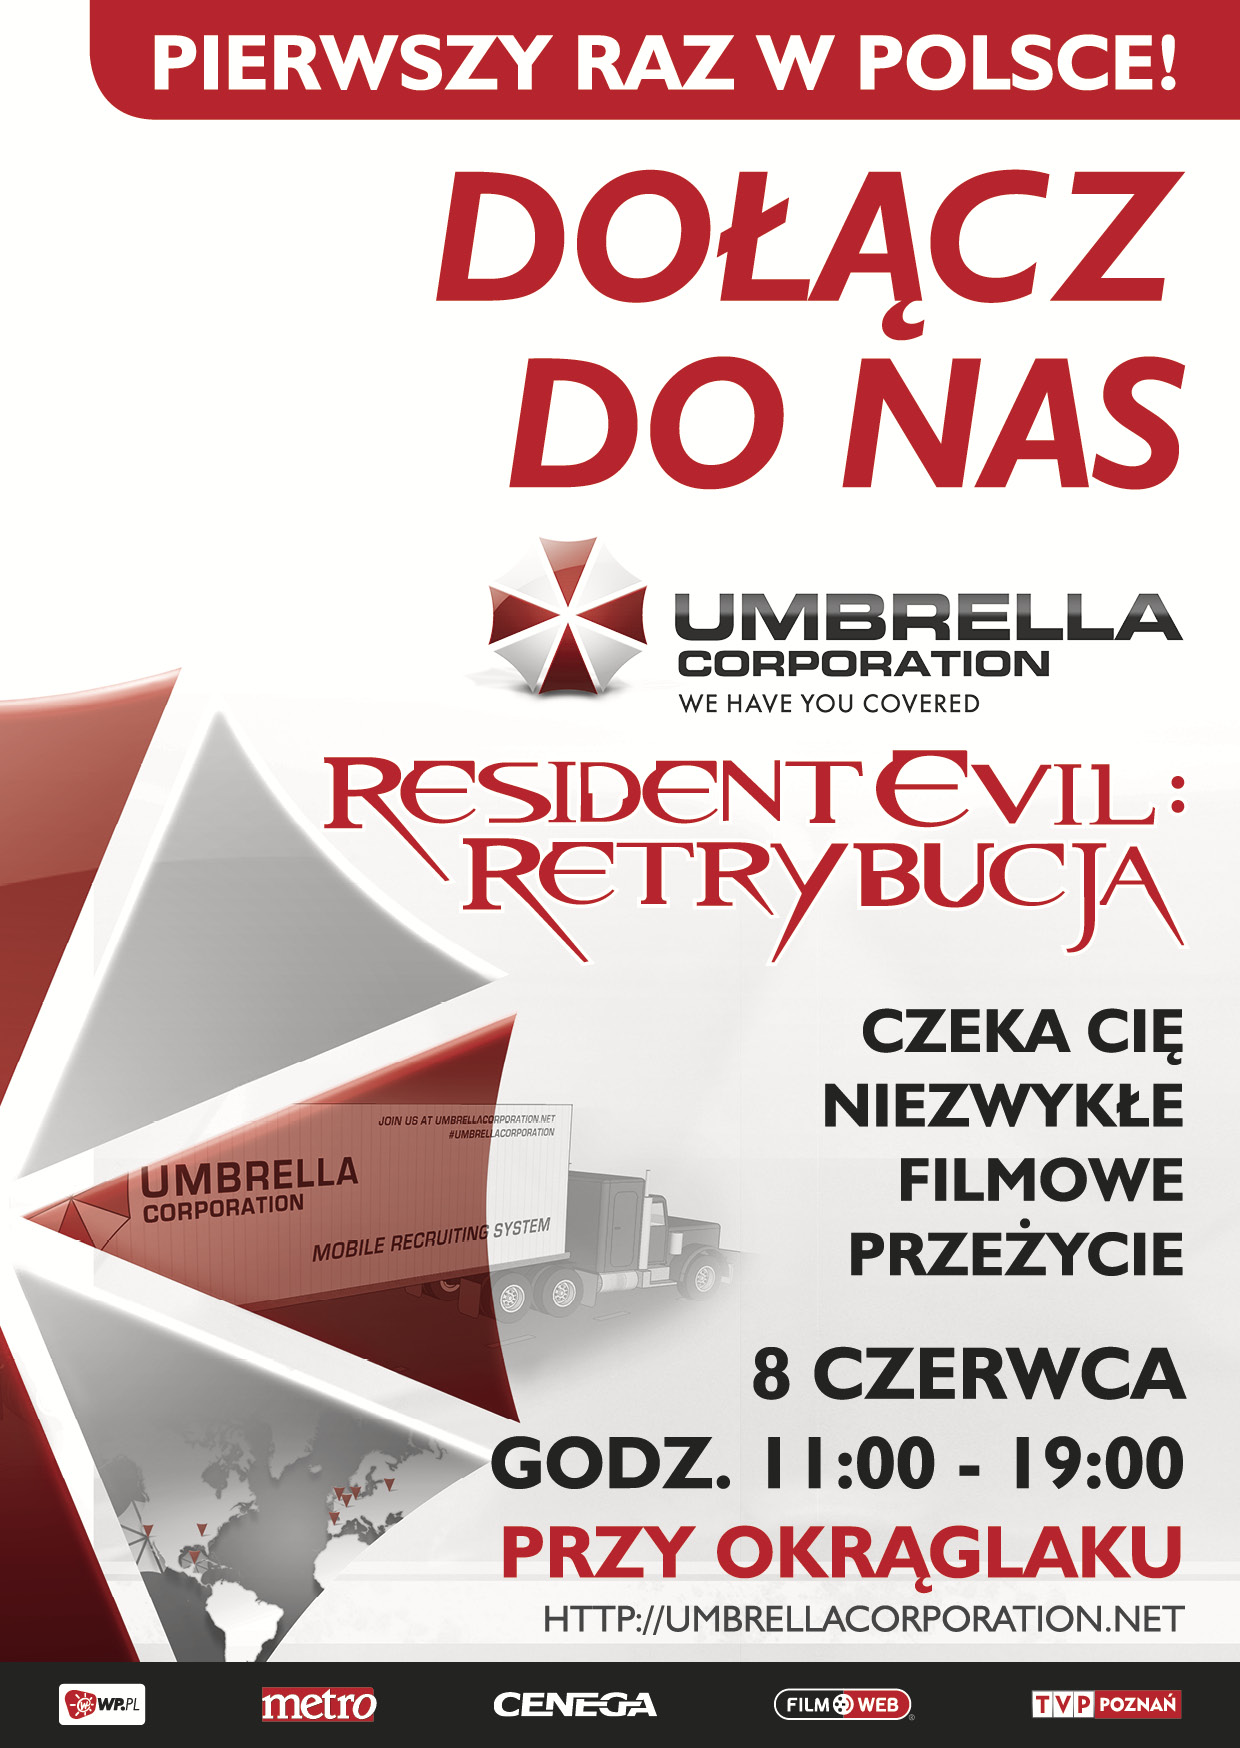 PIERWSZY RAZ W POLSCE!
DOŁĄCZ
DO NAS
UMBRELLA
CORPORATION
WE HAVE YOU COVERED
RESIDENT EVIL:
RETRYBUCJA
CZEKA CIĘ
NIEZWYKŁE
FILMOWE
PRZEŻYCIE
JOIN US AT UMBRELLACORPORATION.NET
#UMBRELLACORPORATION
UMBRELLA
CORPORATION
MOBILE RECRUITING SYSTEM
8 CZERWCA
GODZ. 11:00 - 19:00
PRZY OKRĄGLAKU
HTTP://UMBRELLACORPORATION.NET
WP.PL metro CENEGA FILMWEB® TVP POZNAŃ